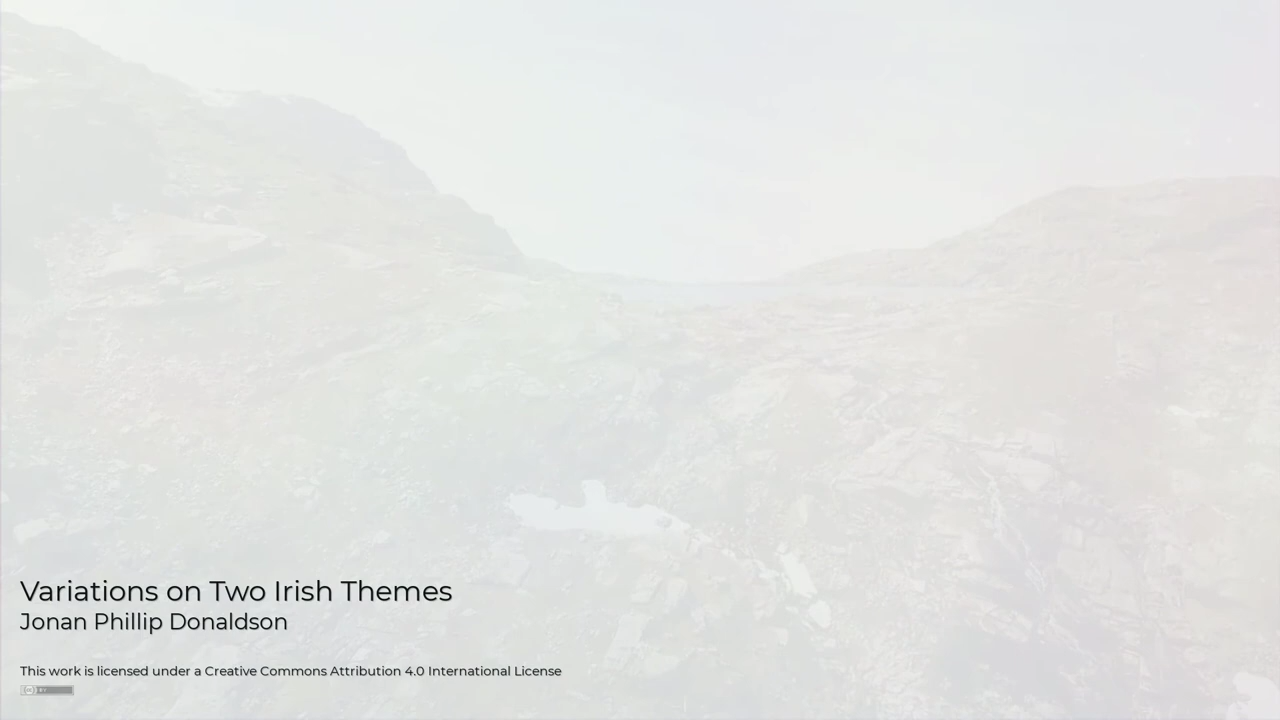 Variations on Two Irish Themes
Jonan Phillip Donaldson
This work is licensed under a Creative Commons Attribution 4.0 International License
BY